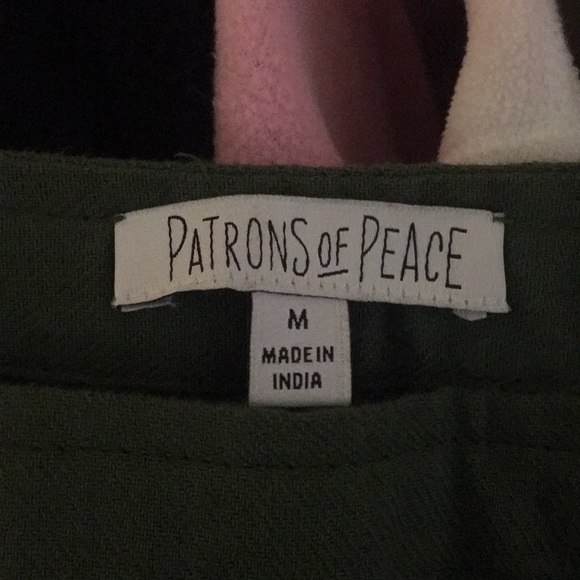 PATRONS OF PEACE
M
MADE IN
INDIA